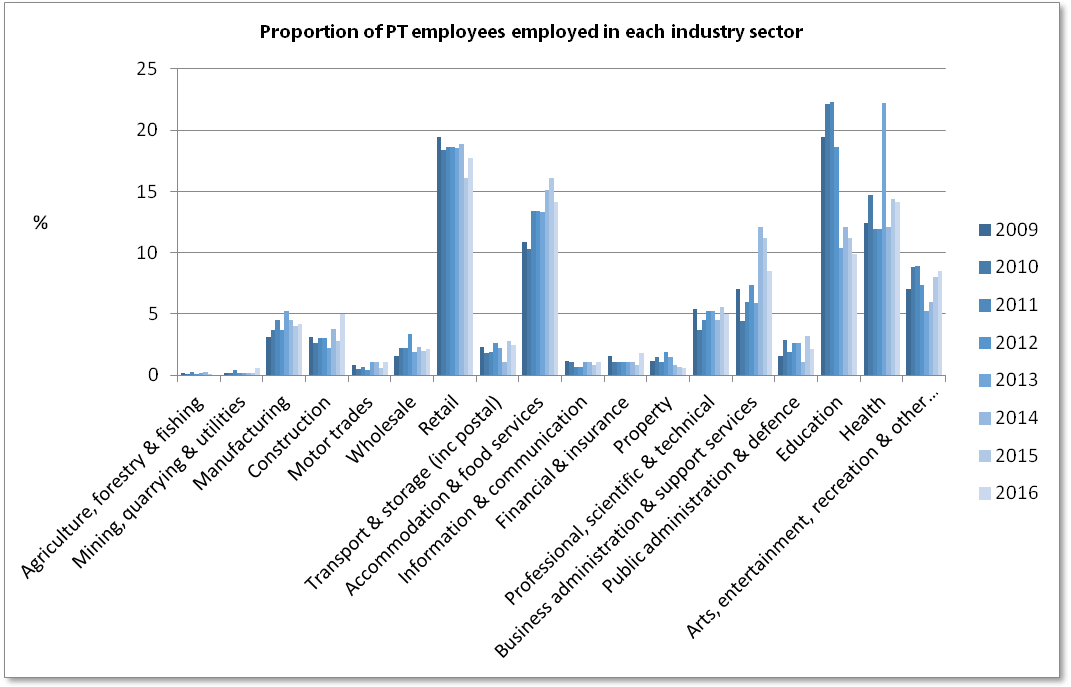 Proportion of PT employees employed in each industry sector
25
20
15
10
5
0
%
Agriculture, forestry & fishing
Mining, quarrying & utilities
Manufacturing
Construction
Motor trades
Wholesale
Retail
Transport & storage (inc postal)
Accommodation & food services
Information & communication
Financial & insurance
Property
Professional, scientific & technical
Business administration & support services
Public administration & defence
Education
Health
Arts, entertainment, recreation & other...
2009
2010
2011
2012
2013
2014
2015
2016